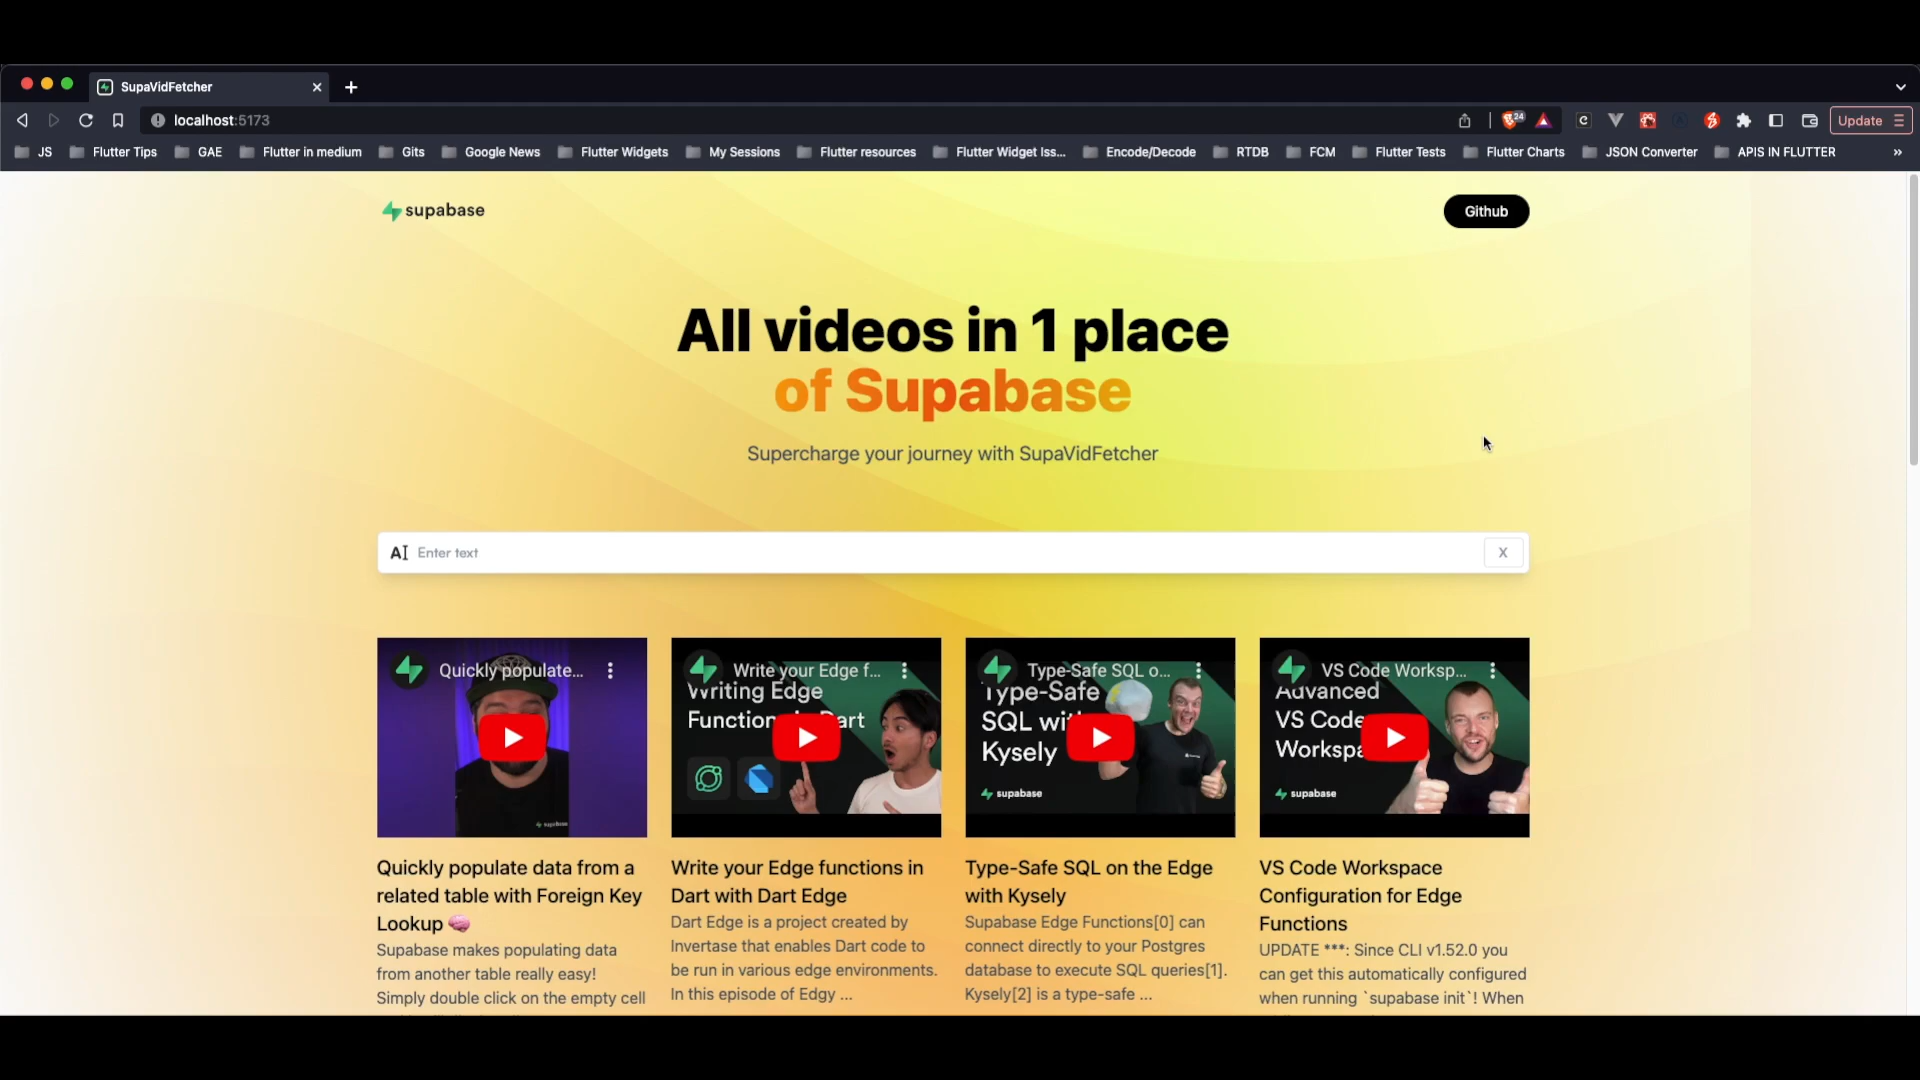 SupaVidFetcher
localhost:5173
24
Update
JS
Flutter Tips
GAE
Flutter in medium
Gits
Google News
Flutter Widgets
My Sessions
Flutter resources
Flutter Widget Iss...
Encode/Decode
RTDB
FCM
Flutter Tests
Flutter Charts
JSON Converter
APIS IN FLUTTER
»
supabase
Github
All videos in 1 place
of Supabase
Supercharge your journey with SupaVidFetcher
Enter text
X
Quickly populate...
supabase
Write your Edge f...
Writing Edge
Type-Safe SQL o...
Type-Safe
SQL
Kysely
supabase
VS Code Worksp...
Advanced
VS Code
supabase
Quickly populate data from a
related table with Foreign Key
Lookup 🧠
Supabase makes populating data
from another table really easy!
Simply double click on the empty cell
Write your Edge functions in
Dart with Dart Edge
Dart Edge is a project created by
Invertase that enables Dart code to
be run in various edge environments.
In this episode of Edgy ...
Type-Safe SQL on the Edge
with Kysely
Supabase Edge Functions[0] can
connect directly to your Postgres
database to execute SQL queries[1].
Kysely[2] is a type-safe ...
VS Code Workspace
Configuration for Edge
Functions
UPDATE ***: Since CLI v1.52.0 you
can get this automatically configured
when running `supabase init`! When